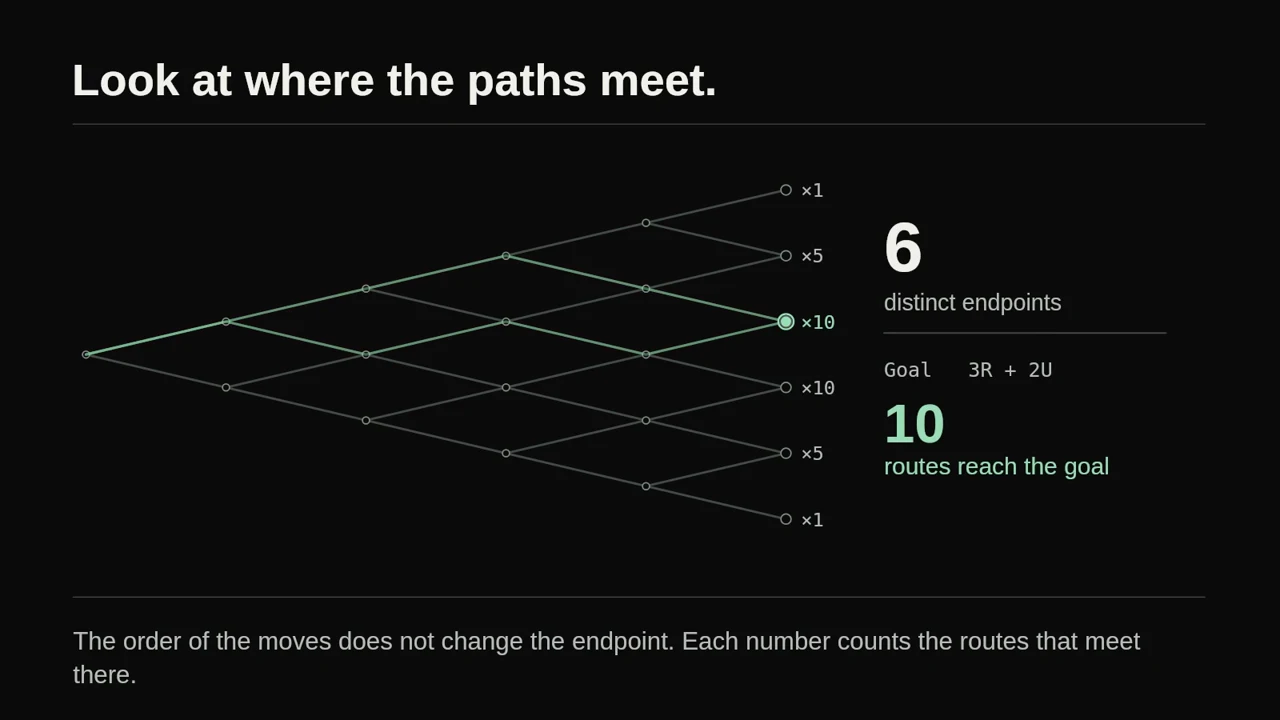 Look at where the paths meet.
×1
×5
×10
×10
×5
×1
6
distinct endpoints
Goal 3R + 2U
10
routes reach the goal
The order of the moves does not change the endpoint. Each number counts the routes that meet
there.